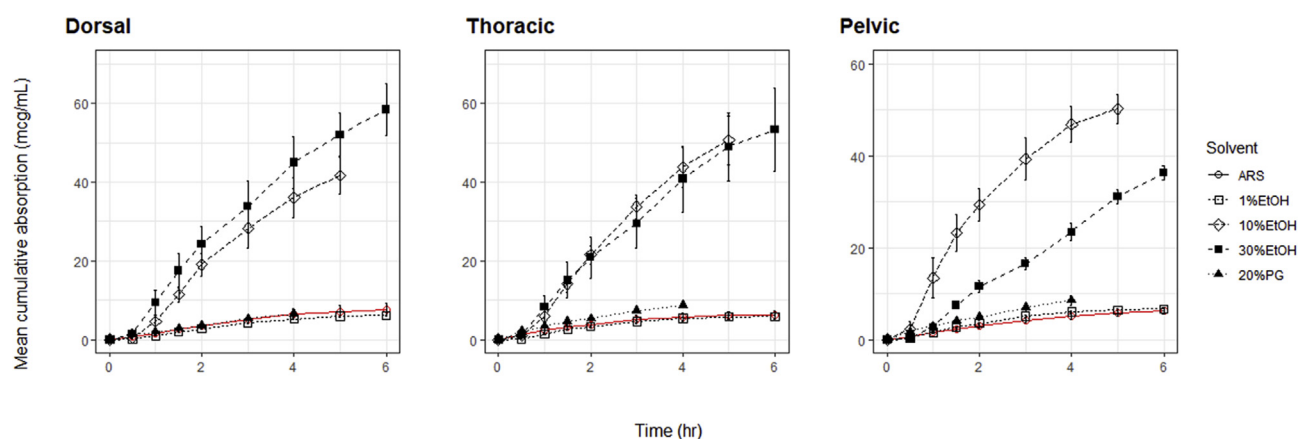 Dorsal Thoracic Pelvic
Mean cumulative absorption (mcg/mL)
60
40
20
0
0 2 4 6
60
40
20
0
0 2 4 6
60
40
20
0
0 2 4 6
Time (hr)
Solvent
ARS
1%EtOH
10%EtOH
30%EtOH
20%PG